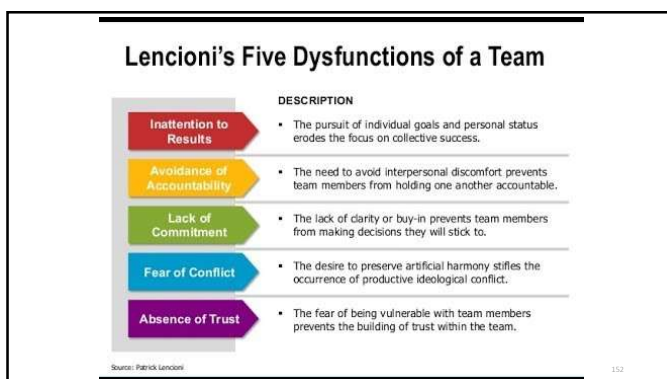 Lencioni's Five Dysfunctions of a Team
DESCRIPTION
Inattention to
Results
▪ The pursuit of individual goals and personal status
erodes the focus on collective success.
Avoidance of
Accountability
▪ The need to avoid interpersonal discomfort prevents
team members from holding one another accountable.
Lack of
Commitment
▪ The lack of clarity or buy-in prevents team members
from making decisions they will stick to.
Fear of Conflict
▪ The desire to preserve artificial harmony stifles the
occurrence of productive ideological conflict.
Absence of Trust
▪ The fear of being vulnerable with team members
prevents the building of trust within the team.
Source: Patrick Lencioni
152